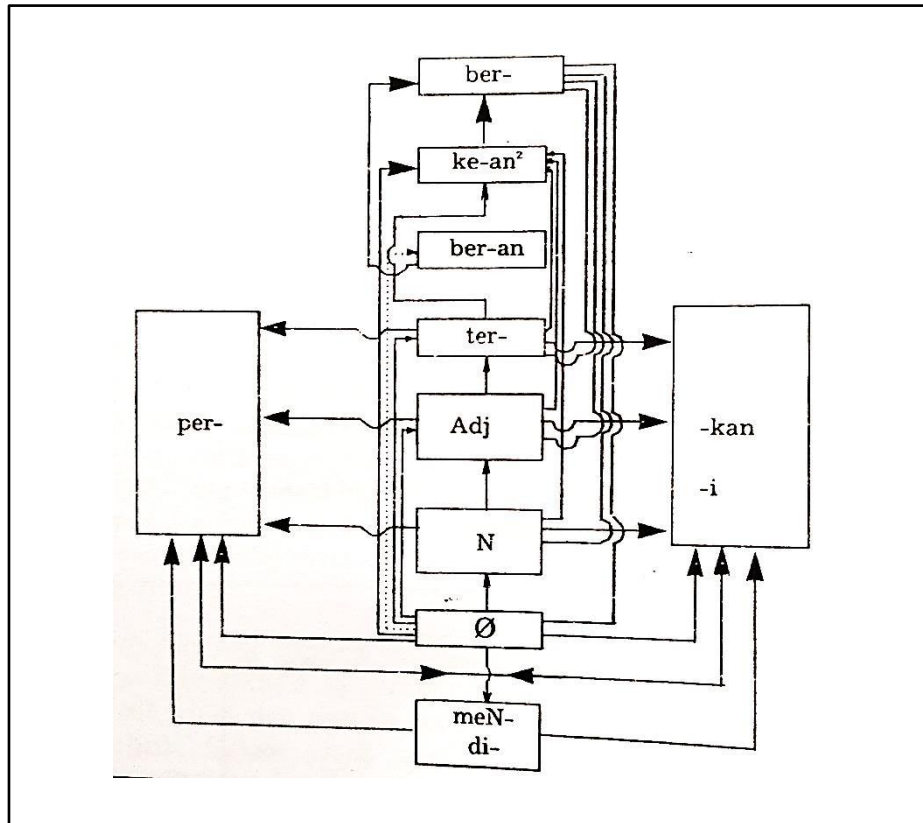 ber-
ke-an²
ber-an
ter-
per-
Adj
-kan
-i
N
Ø
meN-
di-